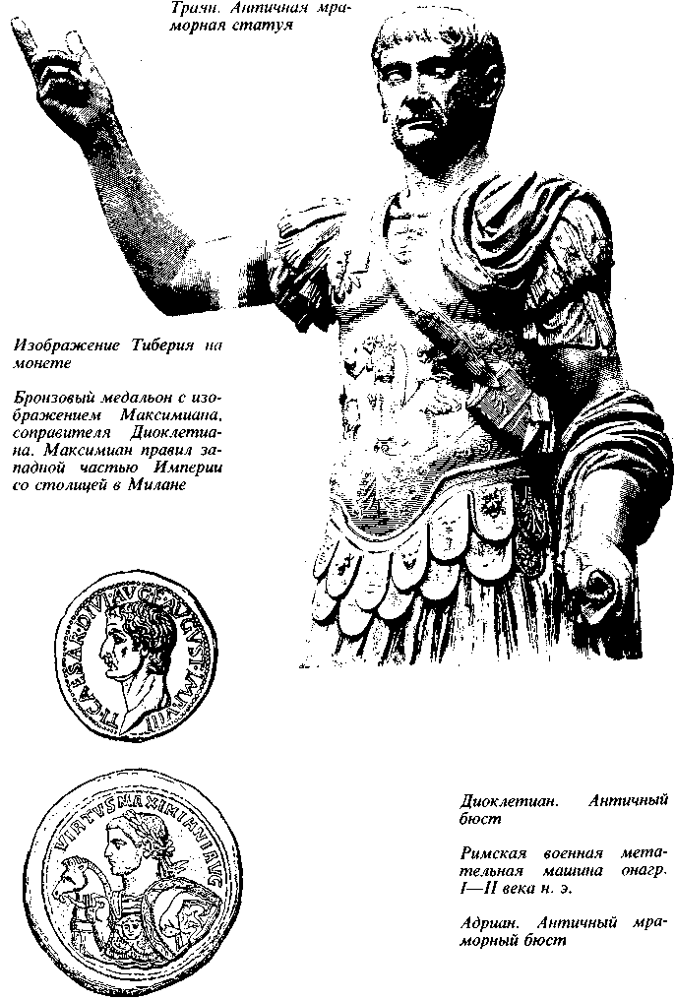 Траян. Античная мра-
морная статуя
Изображение Тиберия на
монете
Бронзовый медальон с изо-
бражением Максимиана,
соправителя Диоклетиа-
на. Максимиан правил за-
падной частью Империи
со столицей в Милане
TI·CAESAR·DIVI·AVG·F·AVGVST·IMP·VIII
VIRTVS MAXIMIANI AVG
Диоклетиан. Античный
бюст
Римская военная мета-
тельная машина онагр.
I—II века н. э.
Адриан. Античный мра-
морный бюст